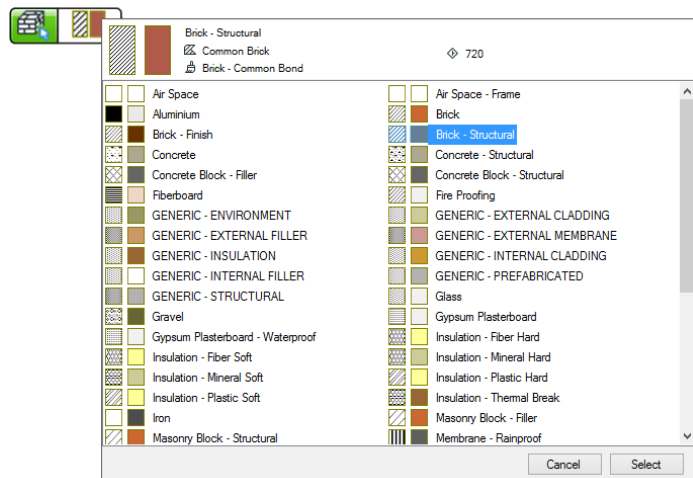 Brick - Structural
Common Brick
720
Brick - Common Bond
Air Space
Air Space - Frame
Aluminium
Brick
Brick - Finish
Brick - Structural
Concrete
Concrete - Structural
Concrete Block - Filler
Concrete Block - Structural
Fiberboard
Fire Proofing
GENERIC - ENVIRONMENT
GENERIC - EXTERNAL CLADDING
GENERIC - EXTERNAL FILLER
GENERIC - EXTERNAL MEMBRANE
GENERIC - INSULATION
GENERIC - INTERNAL CLADDING
GENERIC - INTERNAL FILLER
GENERIC - PREFABRICATED
GENERIC - STRUCTURAL
Glass
Gravel
Gypsum Plasterboard
Gypsum Plasterboard - Waterproof
Insulation - Fiber Hard
Insulation - Fiber Soft
Insulation - Mineral Hard
Insulation - Mineral Soft
Insulation - Plastic Hard
Insulation - Plastic Soft
Insulation - Thermal Break
Iron
Masonry Block - Filler
Masonry Block - Structural
Membrane - Rainproof
Cancel
Select